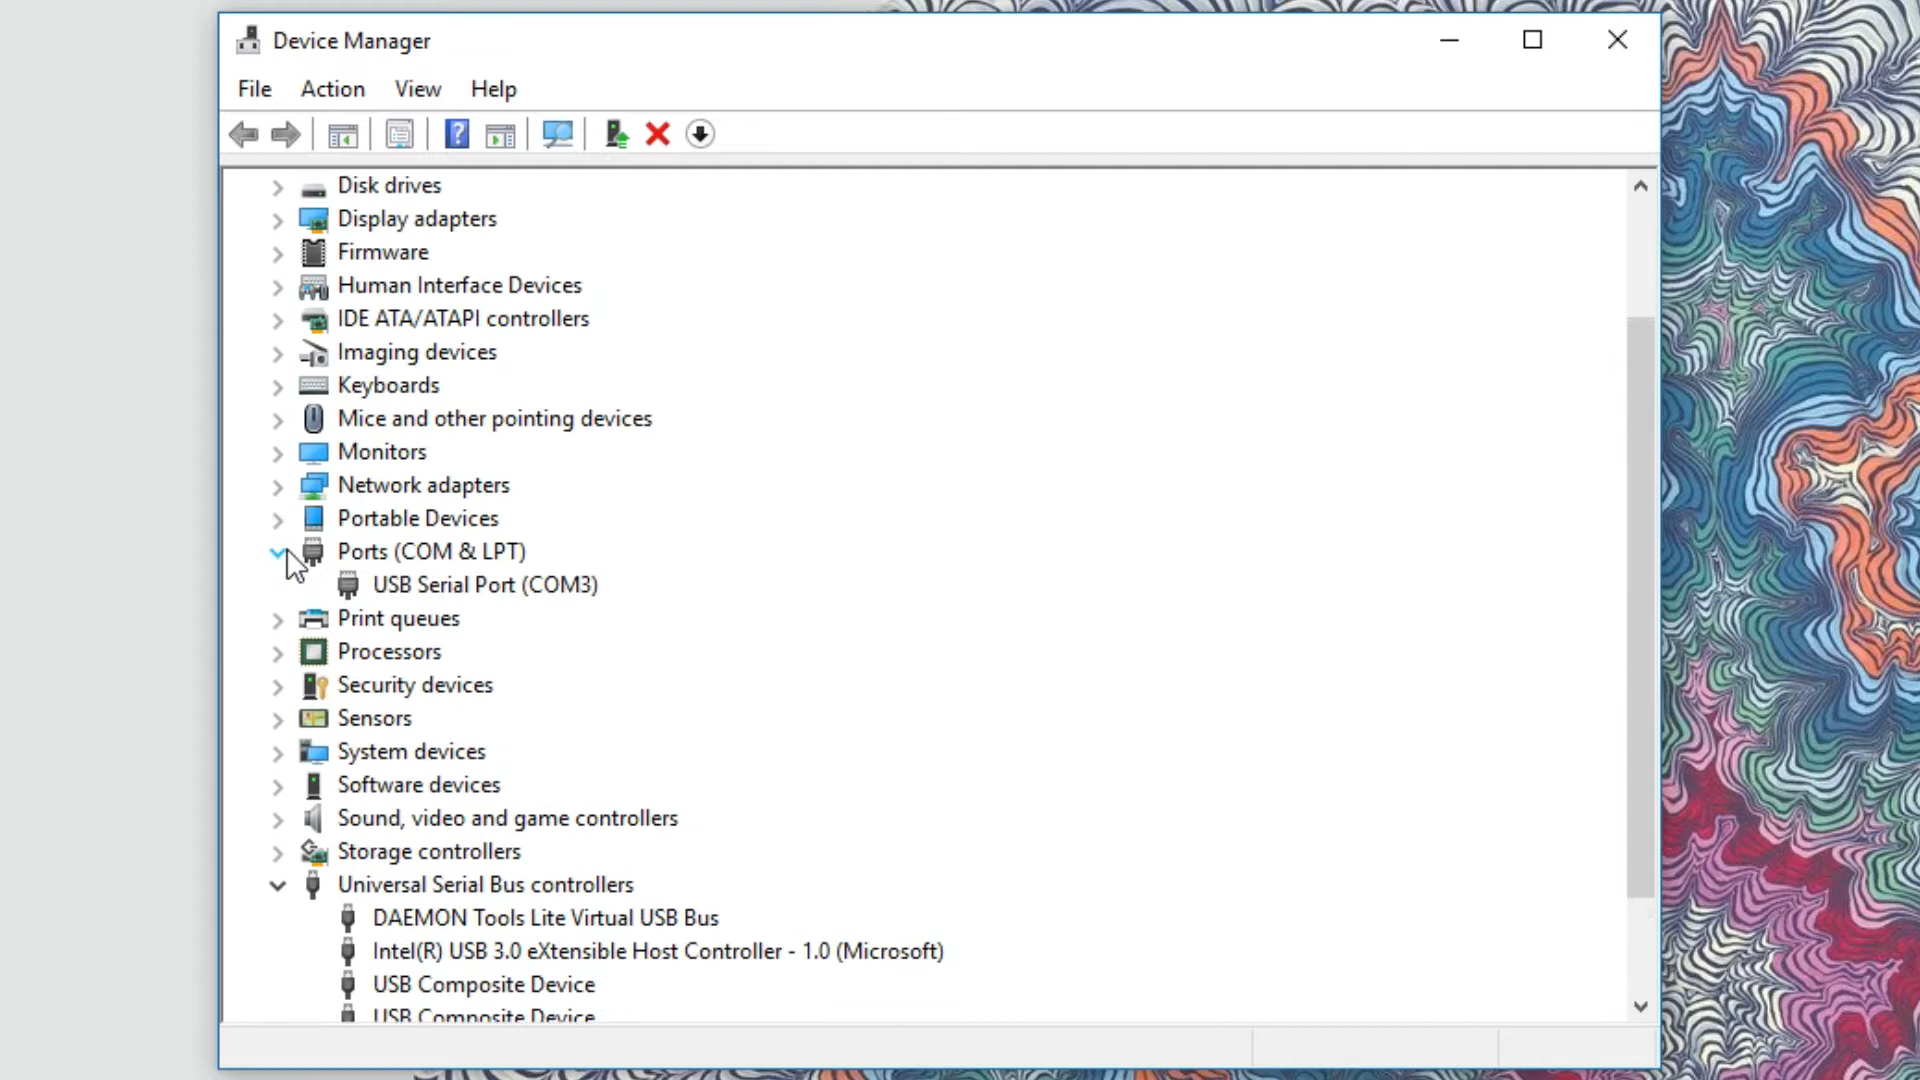 Device Manager
File Action View Help
Disk drives
Display adapters
Firmware
Human Interface Devices
IDE ATA/ATAPI controllers
Imaging devices
Keyboards
Mice and other pointing devices
Monitors
Network adapters
Portable Devices
Ports (COM & LPT)
USB Serial Port (COM3)
Print queues
Processors
Security devices
Sensors
System devices
Software devices
Sound, video and game controllers
Storage controllers
Universal Serial Bus controllers
DAEMON Tools Lite Virtual USB Bus
Intel(R) USB 3.0 eXtensible Host Controller - 1.0 (Microsoft)
USB Composite Device
USB Composite Device